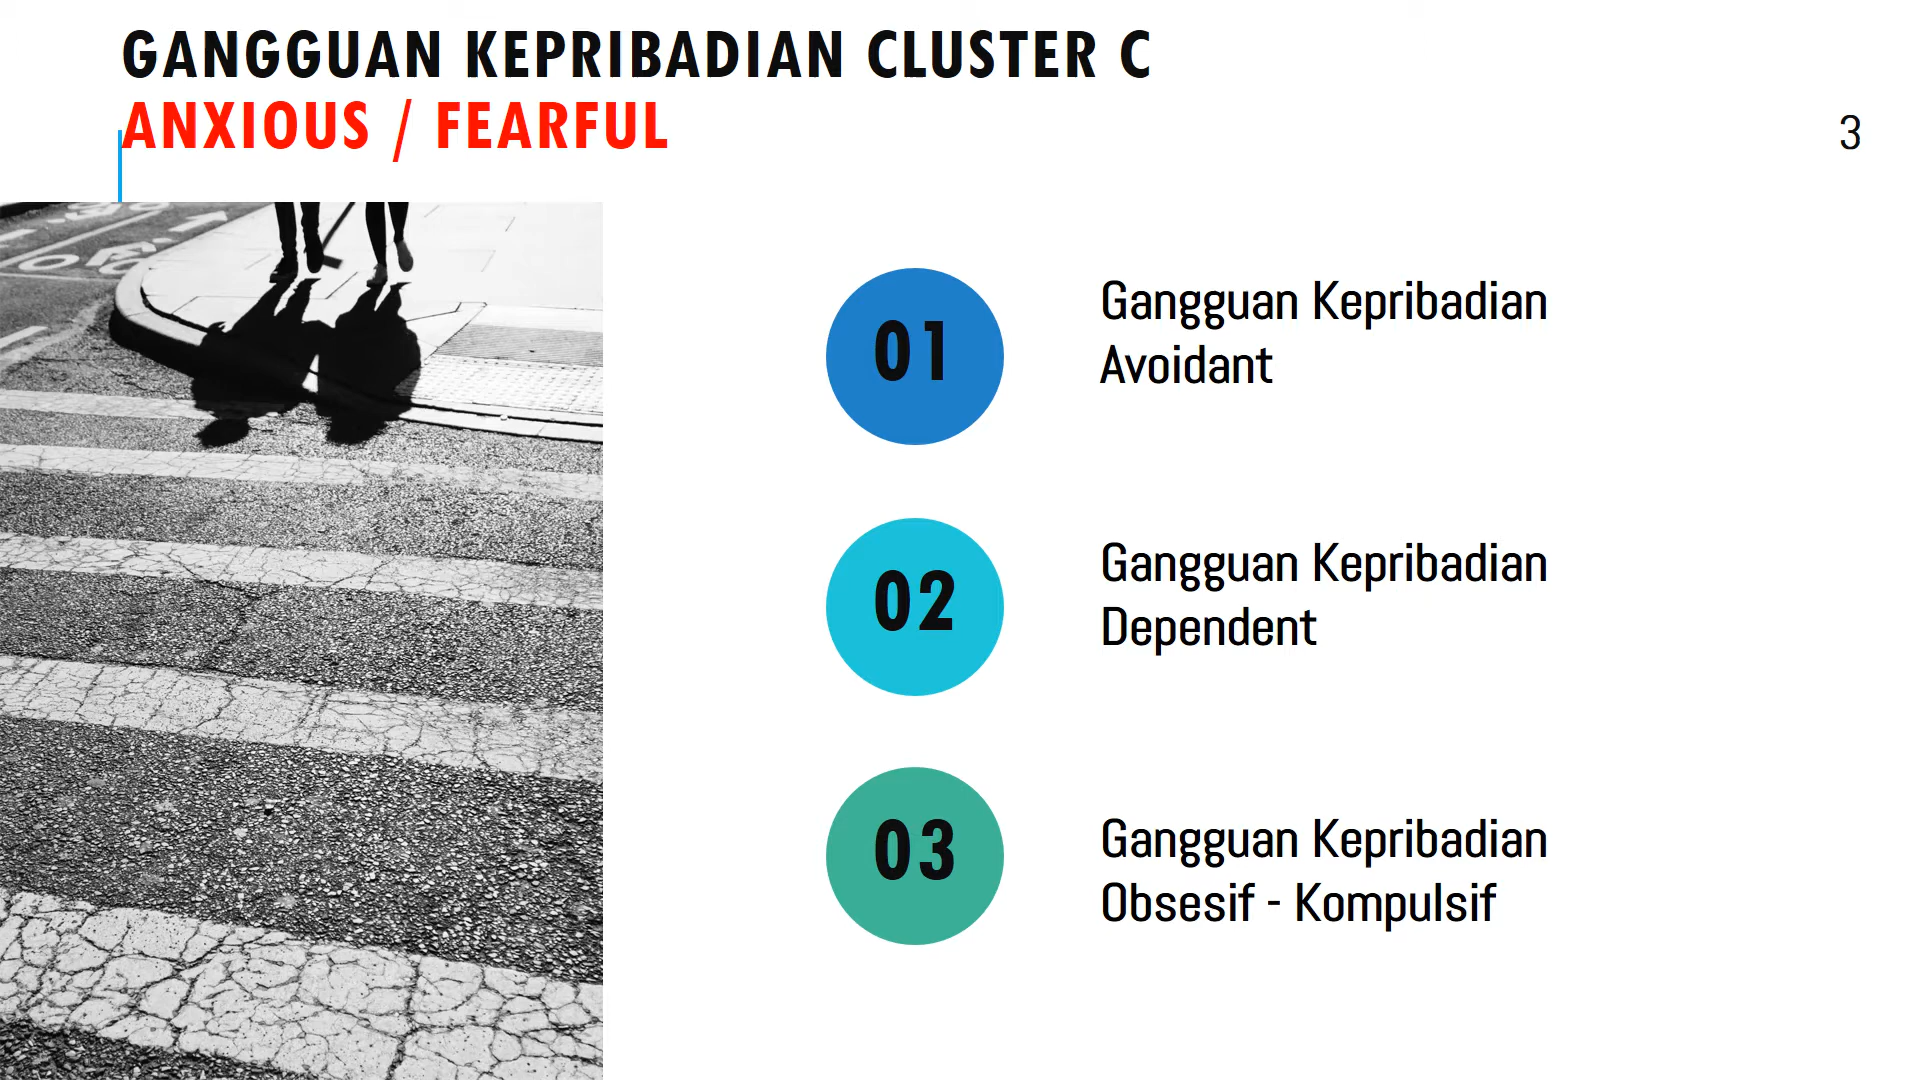 GANGGUAN KEPRIBADIAN CLUSTER C
ANXIOUS / FEARFUL
3
01
Gangguan Kepribadian
Avoidant
02
Gangguan Kepribadian
Dependent
03
Gangguan Kepribadian
Obsesif - Kompulsif